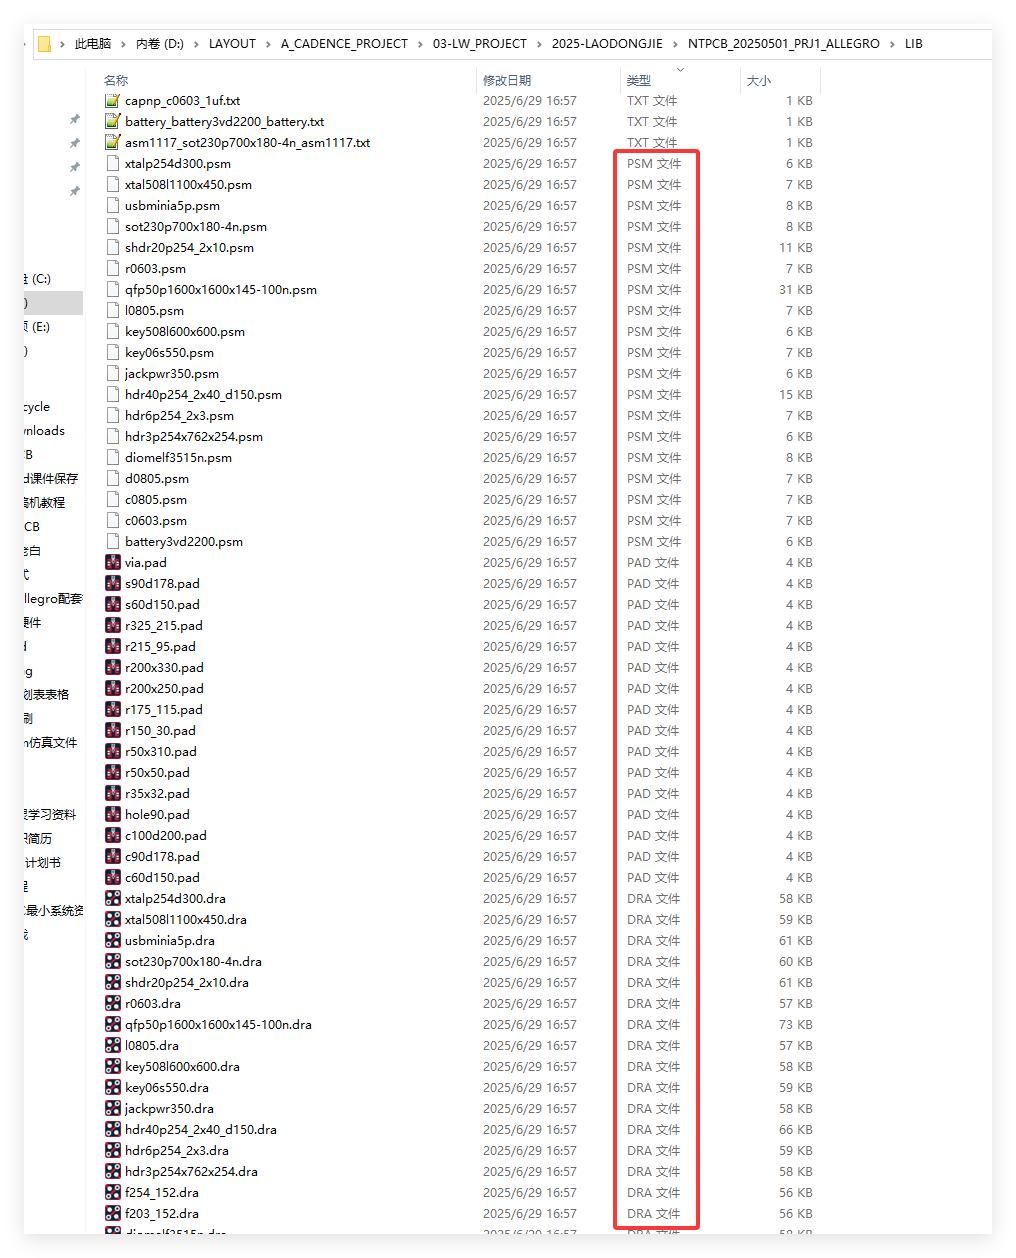 此电脑 > 内卷 (D:) > LAYOUT > A_CADENCE_PROJECT > 03-LW_PROJECT > 2025-LAODONGJIE > NTPCB_20250501_PRJ1_ALLEGRO > LIB
名称 修改日期 类型 大小
capnp_c0603_1uf.txt 2025/6/29 16:57 TXT 文件 1 KB
battery_battery3vd2200_battery.txt 2025/6/29 16:57 TXT 文件 1 KB
asm1117_sot230p700x180-4n_asm1117.txt 2025/6/29 16:57 TXT 文件 1 KB
xtalp254d300.psm 2025/6/29 16:57 PSM 文件 6 KB
xtal508l1100x450.psm 2025/6/29 16:57 PSM 文件 7 KB
usbminia5p.psm 2025/6/29 16:57 PSM 文件 8 KB
sot230p700x180-4n.psm 2025/6/29 16:57 PSM 文件 8 KB
shdr20p254_2x10.psm 2025/6/29 16:57 PSM 文件 11 KB
r0603.psm 2025/6/29 16:57 PSM 文件 7 KB
qfp50p1600x1600x145-100n.psm 2025/6/29 16:57 PSM 文件 31 KB
l0805.psm 2025/6/29 16:57 PSM 文件 7 KB
key508l600x600.psm 2025/6/29 16:57 PSM 文件 6 KB
key06s550.psm 2025/6/29 16:57 PSM 文件 7 KB
jackpwr350.psm 2025/6/29 16:57 PSM 文件 6 KB
hdr40p254_2x40_d150.psm 2025/6/29 16:57 PSM 文件 15 KB
hdr6p254_2x3.psm 2025/6/29 16:57 PSM 文件 7 KB
hdr3p254x762x254.psm 2025/6/29 16:57 PSM 文件 6 KB
diomelf3515n.psm 2025/6/29 16:57 PSM 文件 8 KB
d0805.psm 2025/6/29 16:57 PSM 文件 7 KB
c0805.psm 2025/6/29 16:57 PSM 文件 7 KB
c0603.psm 2025/6/29 16:57 PSM 文件 7 KB
battery3vd2200.psm 2025/6/29 16:57 PSM 文件 6 KB
via.pad 2025/6/29 16:57 PAD 文件 4 KB
s90d178.pad 2025/6/29 16:57 PAD 文件 4 KB
s60d150.pad 2025/6/29 16:57 PAD 文件 4 KB
r325_215.pad 2025/6/29 16:57 PAD 文件 4 KB
r215_95.pad 2025/6/29 16:57 PAD 文件 4 KB
r200x330.pad 2025/6/29 16:57 PAD 文件 4 KB
r200x250.pad 2025/6/29 16:57 PAD 文件 4 KB
r175_115.pad 2025/6/29 16:57 PAD 文件 4 KB
r150_30.pad 2025/6/29 16:57 PAD 文件 4 KB
r50x310.pad 2025/6/29 16:57 PAD 文件 4 KB
r50x50.pad 2025/6/29 16:57 PAD 文件 4 KB
r35x32.pad 2025/6/29 16:57 PAD 文件 4 KB
hole90.pad 2025/6/29 16:57 PAD 文件 4 KB
c100d200.pad 2025/6/29 16:57 PAD 文件 4 KB
c90d178.pad 2025/6/29 16:57 PAD 文件 4 KB
c60d150.pad 2025/6/29 16:57 PAD 文件 4 KB
xtalp254d300.dra 2025/6/29 16:57 DRA 文件 58 KB
xtal508l1100x450.dra 2025/6/29 16:57 DRA 文件 59 KB
usbminia5p.dra 2025/6/29 16:57 DRA 文件 61 KB
sot230p700x180-4n.dra 2025/6/29 16:57 DRA 文件 60 KB
shdr20p254_2x10.dra 2025/6/29 16:57 DRA 文件 61 KB
r0603.dra 2025/6/29 16:57 DRA 文件 57 KB
qfp50p1600x1600x145-100n.dra 2025/6/29 16:57 DRA 文件 73 KB
l0805.dra 2025/6/29 16:57 DRA 文件 57 KB
key508l600x600.dra 2025/6/29 16:57 DRA 文件 58 KB
key06s550.dra 2025/6/29 16:57 DRA 文件 59 KB
jackpwr350.dra 2025/6/29 16:57 DRA 文件 58 KB
hdr40p254_2x40_d150.dra 2025/6/29 16:57 DRA 文件 66 KB
hdr6p254_2x3.dra 2025/6/29 16:57 DRA 文件 59 KB
hdr3p254x762x254.dra 2025/6/29 16:57 DRA 文件 58 KB
f254_152.dra 2025/6/29 16:57 DRA 文件 56 KB
f203_152.dra 2025/6/29 16:57 DRA 文件 56 KB
diomelf3515n.dra 2025/6/29 16:57 DRA 文件 58 KB
(C:)
)
(E:)
)
cycle
nloads
CB
d课件保存
机教程
CB
老白
式
llegro配套
硬件
d
og
划表表格
刷
n仿真文件
学习资料
简历
计划书
程
最小系统资